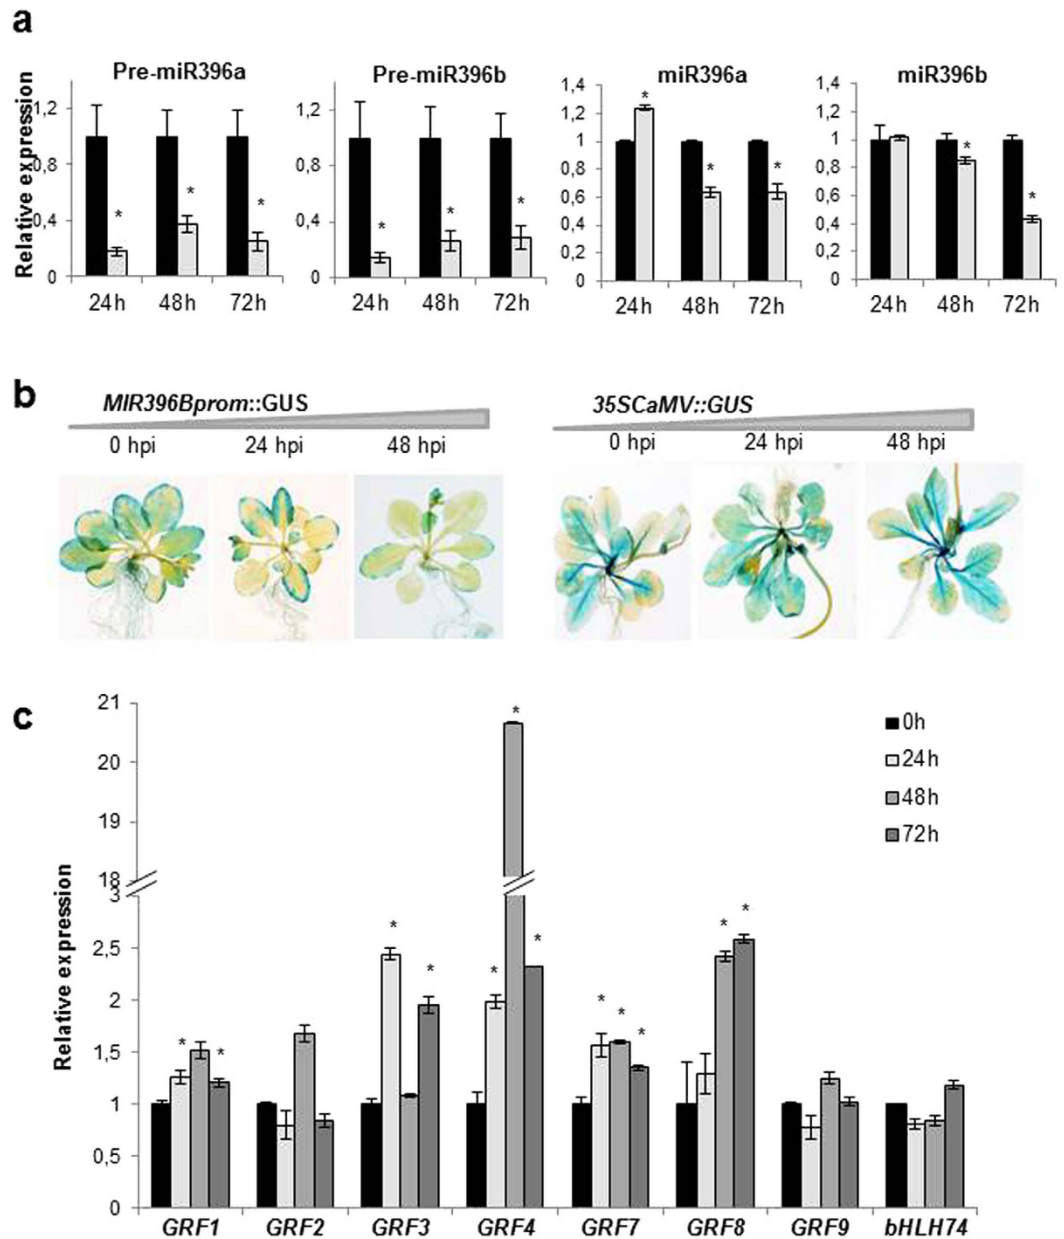 a
Pre-miR396a
Pre-miR396b
miR396a
miR396b
Relative expression
1,2
0,8
0,4
0
24h 48h 72h
1,2
0,8
0,4
0
24h 48h 72h
1,4
1,2
1
0,8
0,6
0,4
0,2
0
24h 48h 72h
1,4
1,2
1
0,8
0,6
0,4
0,2
0
24h 48h 72h
* * *
* * *
* * *
* *
b
MIR396Bprom::GUS
0 hpi 24 hpi 48 hpi
35SCaMV::GUS
0 hpi 24 hpi 48 hpi
c
Relative expression
21
20
19
18
3
2,5
2
1,5
1
0,5
0
* * * * * * * * * * * *
0h
24h
48h
72h
GRF1 GRF2 GRF3 GRF4 GRF7 GRF8 GRF9 bHLH74